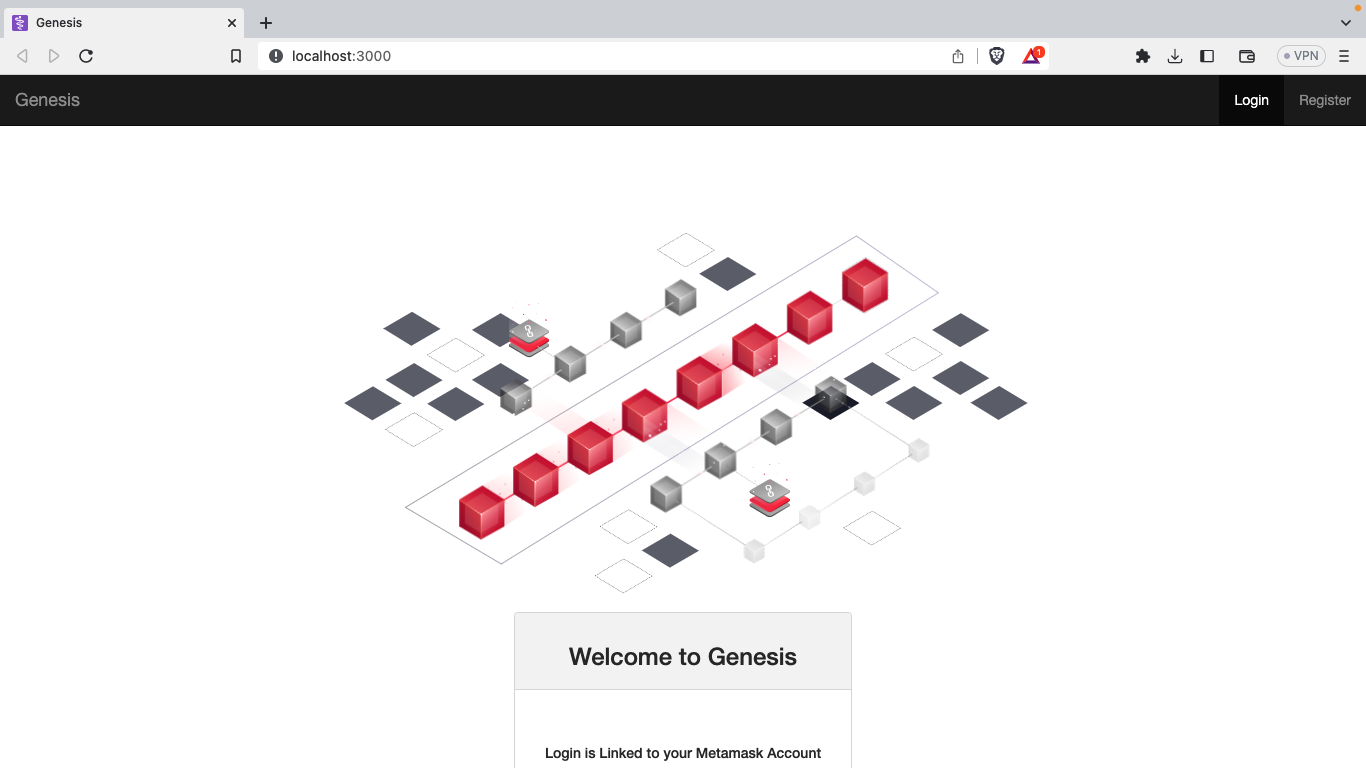 Genesis
localhost:3000
1
VPN
Genesis
Login
Register
Welcome to Genesis
Login is Linked to your Metamask Account